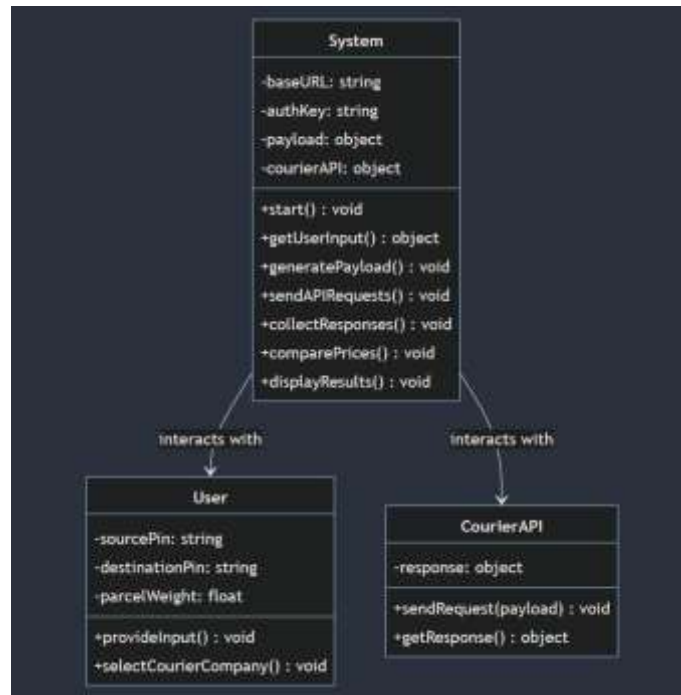 System
-baseURL: string
-authKey: string
-payload: object
-courierAPI: object
+start() : void
+getUserInput() : object
+generatePayload() : void
+sendAPIRequests() : void
+collectResponses() : void
+comparePrices() : void
+displayResults() : void
interacts with
interacts with
User
-sourcePin: string
-destinationPin: string
-parcelWeight: float
+provideInput() : void
+selectCourierCompany() : void
CourierAPI
-response: object
+sendRequest(payload) : void
+getResponse() : object